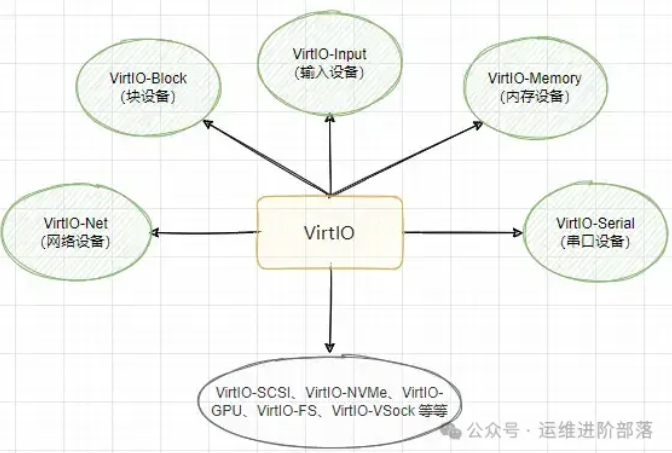 VirtIO-Input
(输入设备)
VirtIO-Block
(块设备)
VirtIO-Memory
(内存设备)
VirtIO-Net
(网络设备)
VirtIO
VirtIO-Serial
(串口设备)
VirtIO-SCSI、VirtIO-NVMe、VirtIO-
GPU、VirtIO-FS、VirtIO-VSock 等等
公众号 · 运维进阶部落